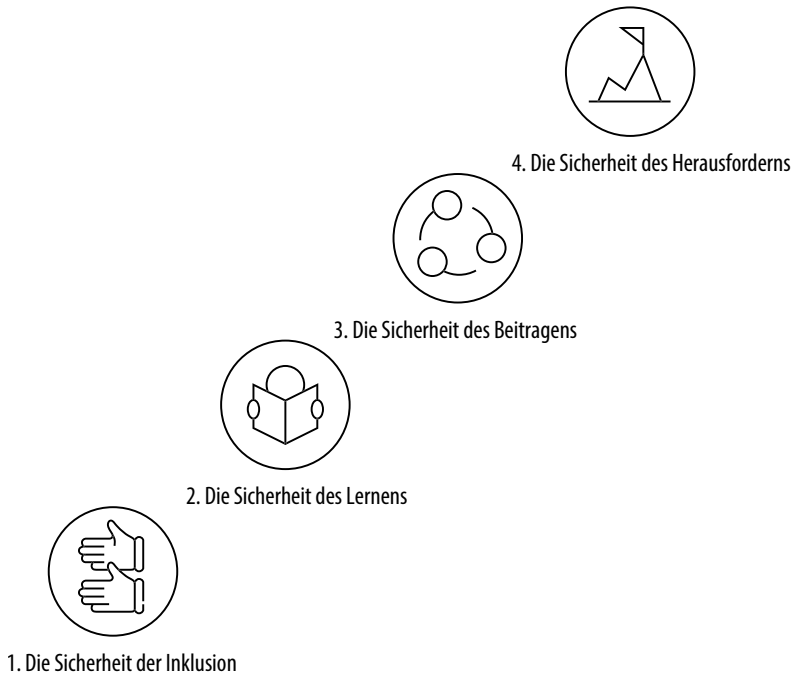 4. Die Sicherheit des Herausforderns
3. Die Sicherheit des Beitragens
2. Die Sicherheit des Lernens
1. Die Sicherheit der Inklusion